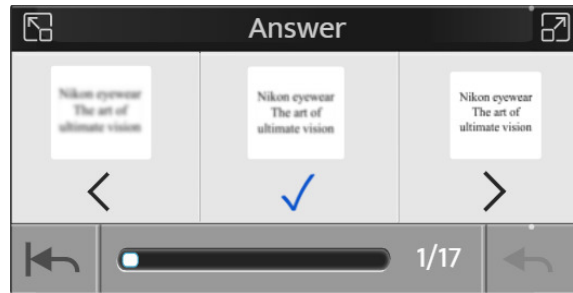 Answer
Nikon eyewear
The art of
ultimate vision
Nikon eyewear
The art of
ultimate vision
Nikon eyewear
The art of
ultimate vision
1/17